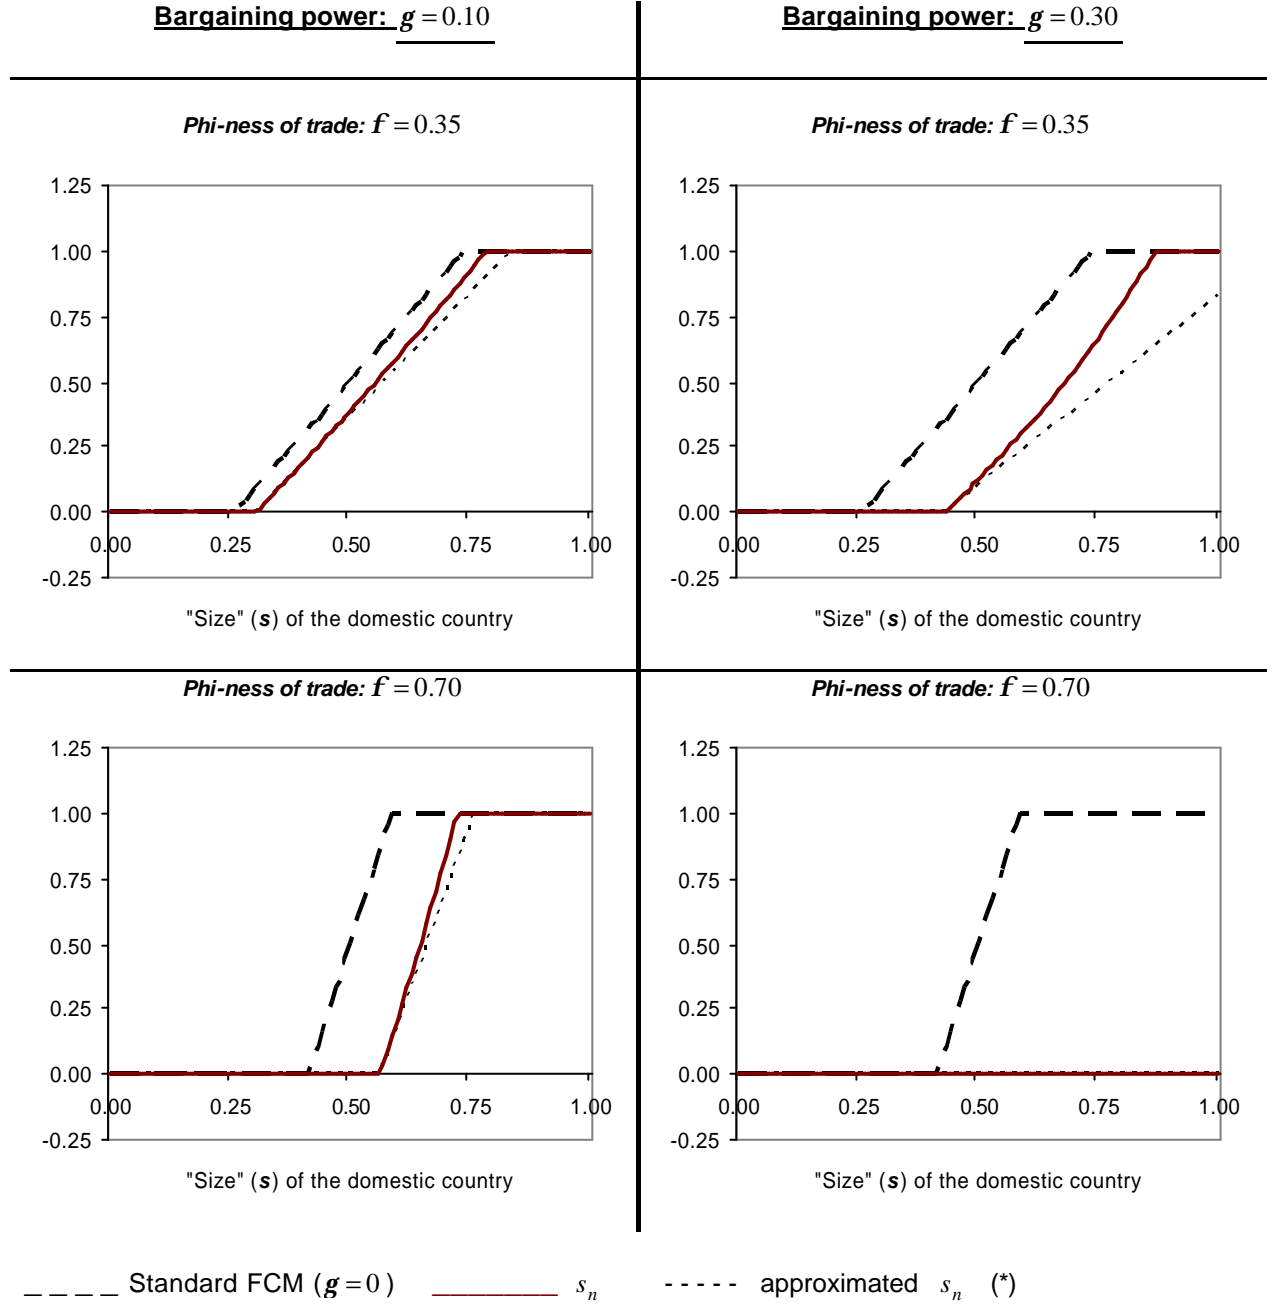 Bargaining power: g = 0.10
Bargaining power: g = 0.30
Phi-ness of trade: f = 0.35
Phi-ness of trade: f = 0.35
1.25
1.00
0.75
0.50
0.25
0.00
-0.25
0.00 0.25 0.50 0.75 1.00
"Size" (s) of the domestic country
1.25
1.00
0.75
0.50
0.25
0.00
-0.25
0.00 0.25 0.50 0.75 1.00
"Size" (s) of the domestic country
Phi-ness of trade: f = 0.70
Phi-ness of trade: f = 0.70
1.25
1.00
0.75
0.50
0.25
0.00
-0.25
0.00 0.25 0.50 0.75 1.00
"Size" (s) of the domestic country
1.25
1.00
0.75
0.50
0.25
0.00
-0.25
0.00 0.25 0.50 0.75 1.00
"Size" (s) of the domestic country
Standard FCM (g = 0) s_n approximated s_n (*)